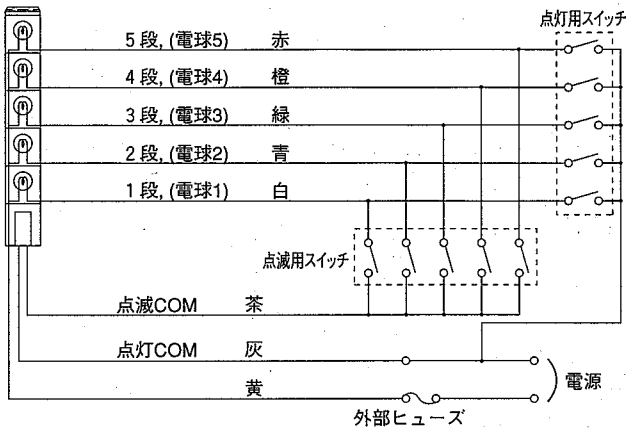 点灯用スイッチ
5段, (電球5) 赤
4段, (電球4) 橙
3段, (電球3) 緑
2段, (電球2) 青
1段, (電球1) 白
点滅用スイッチ
点滅COM 茶
点灯COM 灰
黄
電源
外部ヒューズ